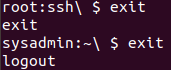 root:ssh\ $ exit
exit
sysadmin:~\ $ exit
logout